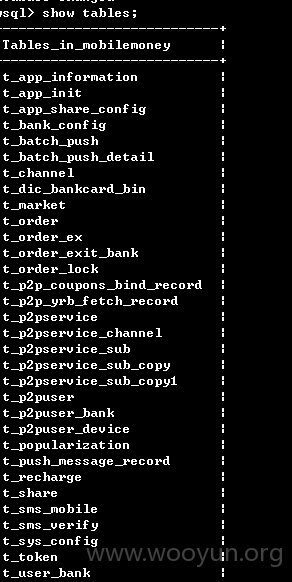 mysql> show tables;
Tables_in_mobilemoney
t_app_information
t_app_init
t_app_share_config
t_bank_config
t_batch_push
t_batch_push_detail
t_channel
t_dic_bankcard_bin
t_market
t_order
t_order_ex
t_order_exit_bank
t_order_lock
t_p2p_coupons_bind_record
t_p2p_yrb_fetch_record
t_p2pservice
t_p2pservice_channel
t_p2pservice_sub
t_p2pservice_sub_copy
t_p2pservice_sub_copy1
t_p2puser
t_p2puser_bank
t_p2puser_device
t_popularization
t_push_message_record
t_recharge
t_share
t_sms_mobile
t_sms_verify
t_sys_config
t_token
t_user_bank
www.wooyun.org